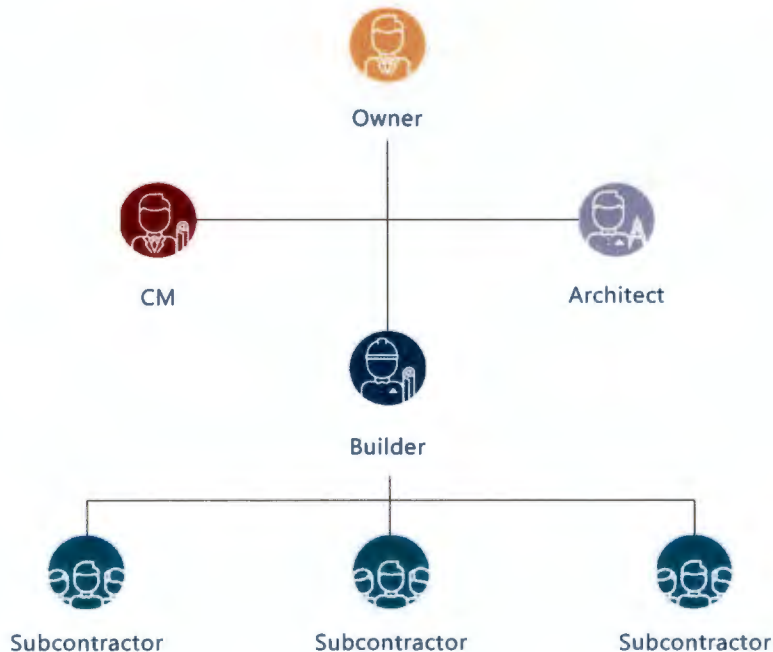 Owner
CM
Architect
Builder
Subcontractor
Subcontractor
Subcontractor